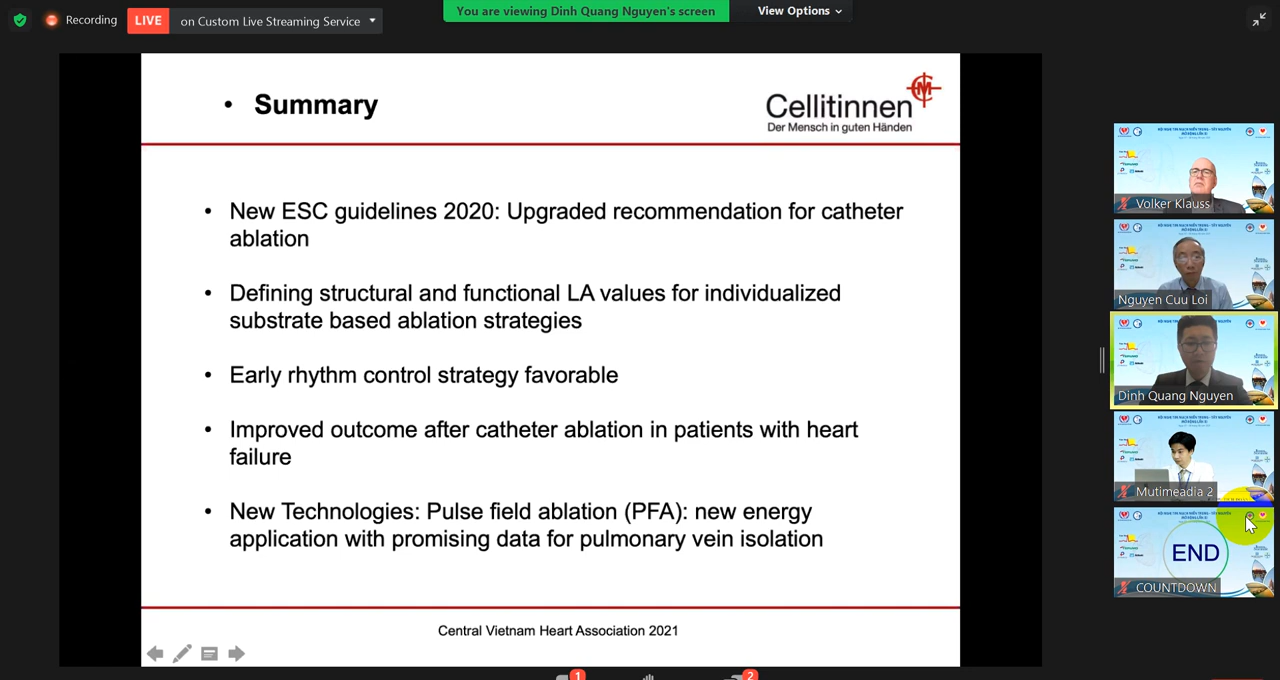 Recording
LIVE
on Custom Live Streaming Service
You are viewing Dinh Quang Nguyen's screen
View Options
• Summary
Cellitinnen
Der Mensch in guten Händen
• New ESC guidelines 2020: Upgraded recommendation for catheter
ablation
• Defining structural and functional LA values for individualized
substrate based ablation strategies
• Early rhythm control strategy favorable
• Improved outcome after catheter ablation in patients with heart
failure
• New Technologies: Pulse field ablation (PFA): new energy
application with promising data for pulmonary vein isolation
Central Vietnam Heart Association 2021
Volker Klauss
Nguyen Cuu Loi
Dinh Quang Nguyen
Mutimeadia 2
END
COUNTDOWN
1
2